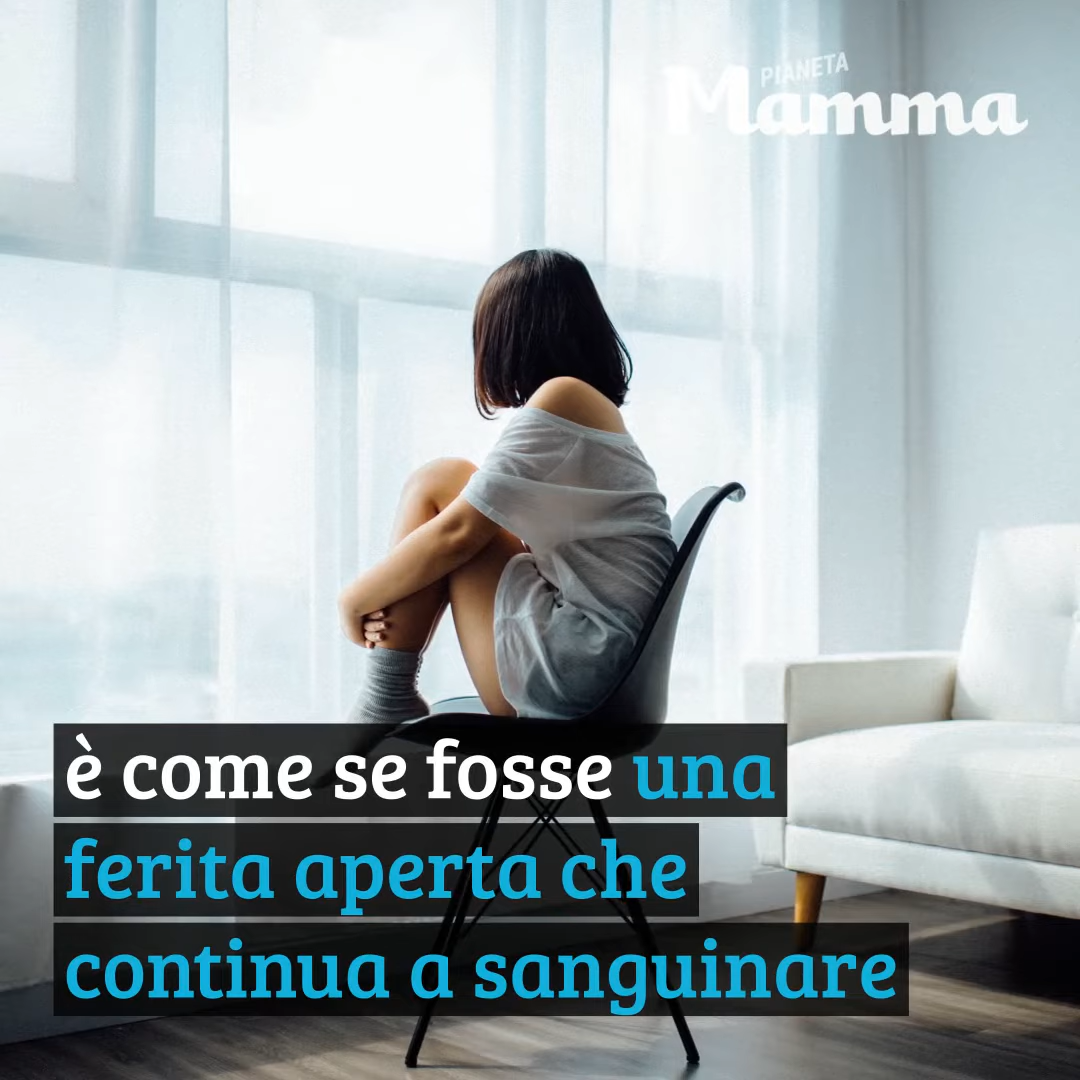 PIANETA
Mamma
è come se fosse una
ferita aperta che
continua a sanguinare